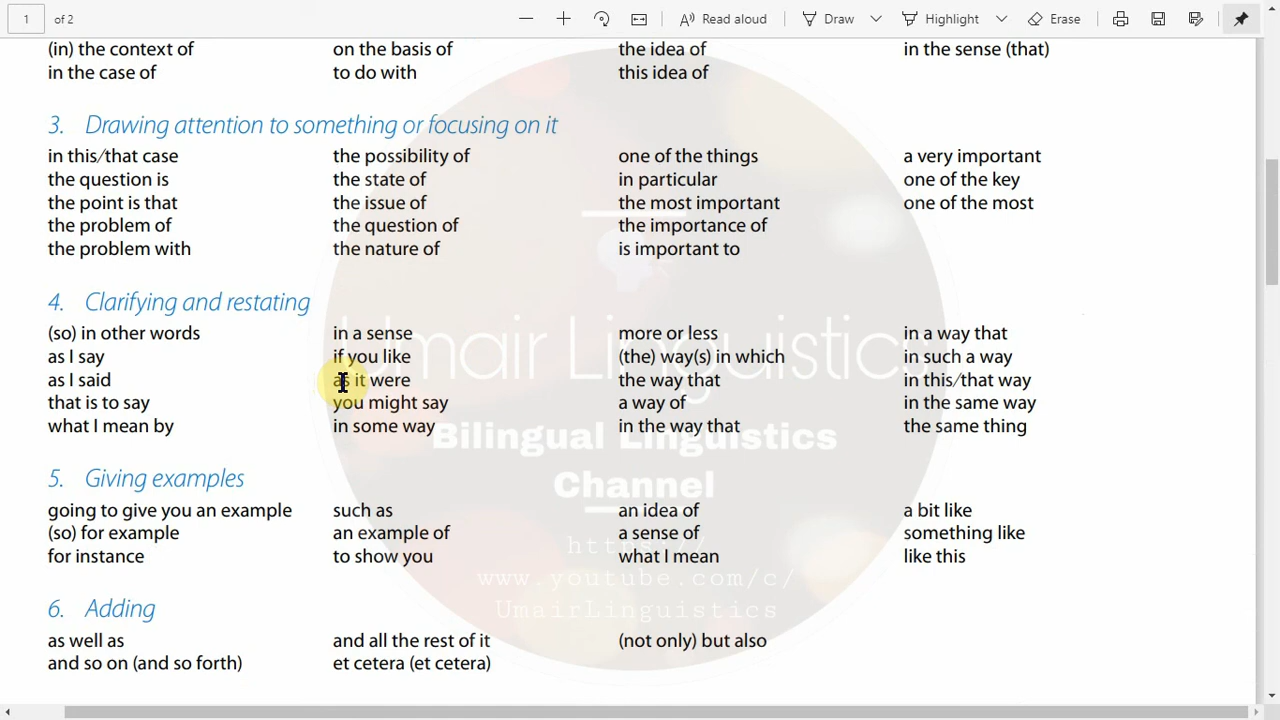 1 of 2 Read aloud Draw Highlight Erase
(in) the context of on the basis of the idea of in the sense (that)
in the case of to do with this idea of
3. Drawing attention to something or focusing on it
in this/that case the possibility of one of the things a very important
the question is the state of in particular one of the key
the point is that the issue of the most important one of the most
the problem of the question of the importance of
the problem with the nature of is important to
4. Clarifying and restating
(so) in other words in a sense more or less in a way that
as I say if you like (the) way(s) in which in such a way
as I said as it were the way that in this/that way
that is to say you might say a way of in the same way
what I mean by in some way in the way that the same thing
Umair Linguistics
Bilingual Linguistics
Channel
5. Giving examples
going to give you an example such as an idea of a bit like
(so) for example an example of a sense of something like
for instance to show you what I mean like this
https://
www.youtube.com/c/
UmairLinguistics
6. Adding
as well as and all the rest of it (not only) but also
and so on (and so forth) et cetera (et cetera)